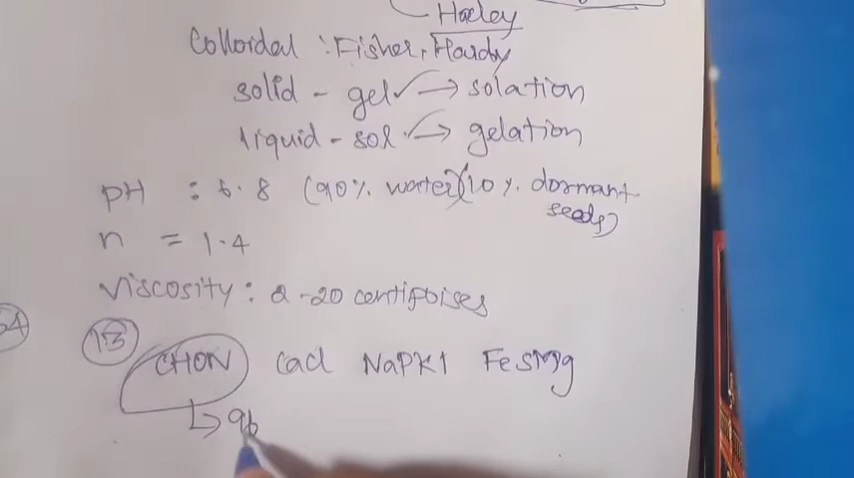 Harley
Colloidal : Fisher, Hardy
solid - gel → solation
liquid - sol → gelation
pH : 6.8 (90% water)(10% dormant
seeds)
n = 1.4
viscosity : 2 -20 centipoises
13
CHON cacl NaPKI FeSMg
↳ 96